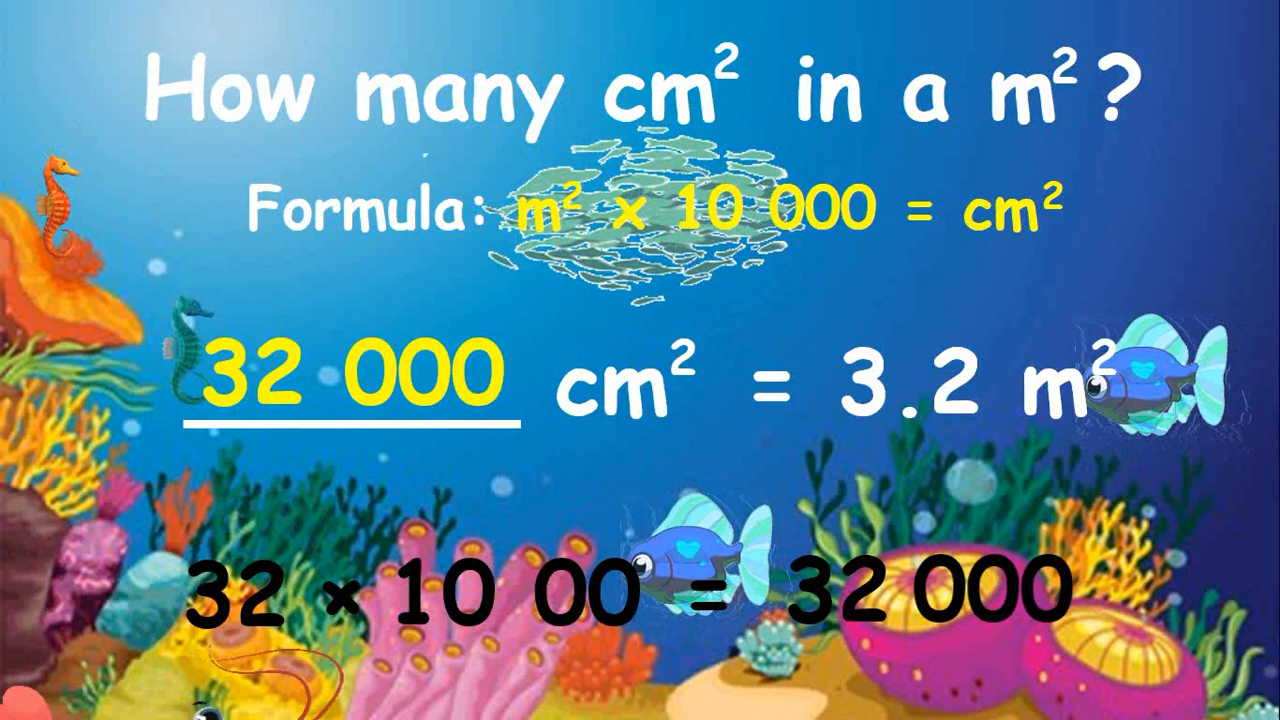 How many cm² in a m²?
Formula: m² × 10 000 = cm²
32 000 cm² = 3.2 m²
32 × 10 00 = 32 000